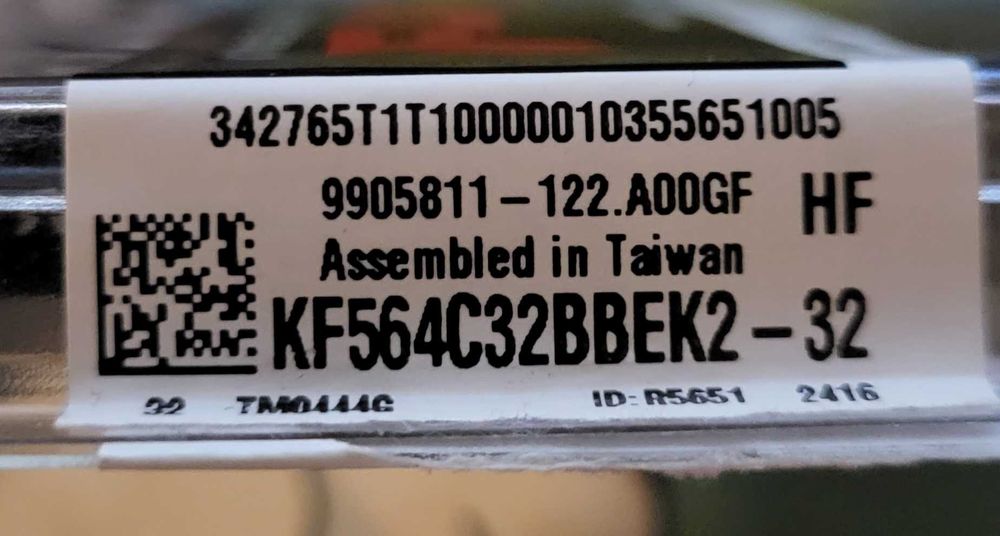 342765T1T10000010355651005
9905811-122.A00GF HF
Assembled in Taiwan
KF564C32BBEK2-32
32 TM0444G ID:R5651 2416